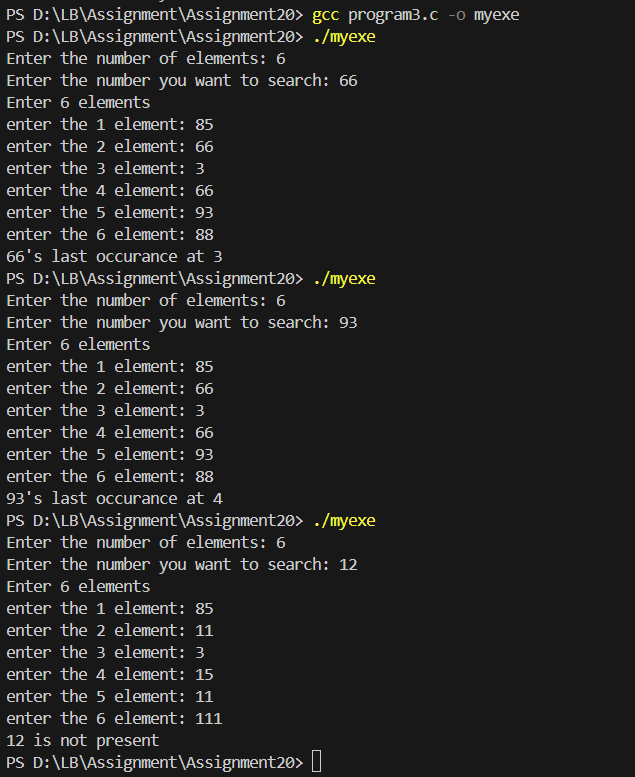 PS D:\LB\Assignment\Assignment20> gcc program3.c -o myexe
PS D:\LB\Assignment\Assignment20> ./myexe
Enter the number of elements: 6
Enter the number you want to search: 66
Enter 6 elements
enter the 1 element: 85
enter the 2 element: 66
enter the 3 element: 3
enter the 4 element: 66
enter the 5 element: 93
enter the 6 element: 88
66's last occurance at 3
PS D:\LB\Assignment\Assignment20> ./myexe
Enter the number of elements: 6
Enter the number you want to search: 93
Enter 6 elements
enter the 1 element: 85
enter the 2 element: 66
enter the 3 element: 3
enter the 4 element: 66
enter the 5 element: 93
enter the 6 element: 88
93's last occurance at 4
PS D:\LB\Assignment\Assignment20> ./myexe
Enter the number of elements: 6
Enter the number you want to search: 12
Enter 6 elements
enter the 1 element: 85
enter the 2 element: 11
enter the 3 element: 3
enter the 4 element: 15
enter the 5 element: 11
enter the 6 element: 111
12 is not present
PS D:\LB\Assignment\Assignment20>